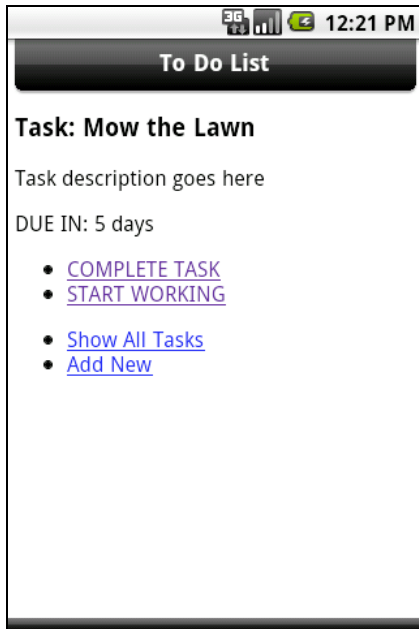 3G 12:21 PM
To Do List
Task: Mow the Lawn
Task description goes here
DUE IN: 5 days
COMPLETE TASK
START WORKING
Show All Tasks
Add New